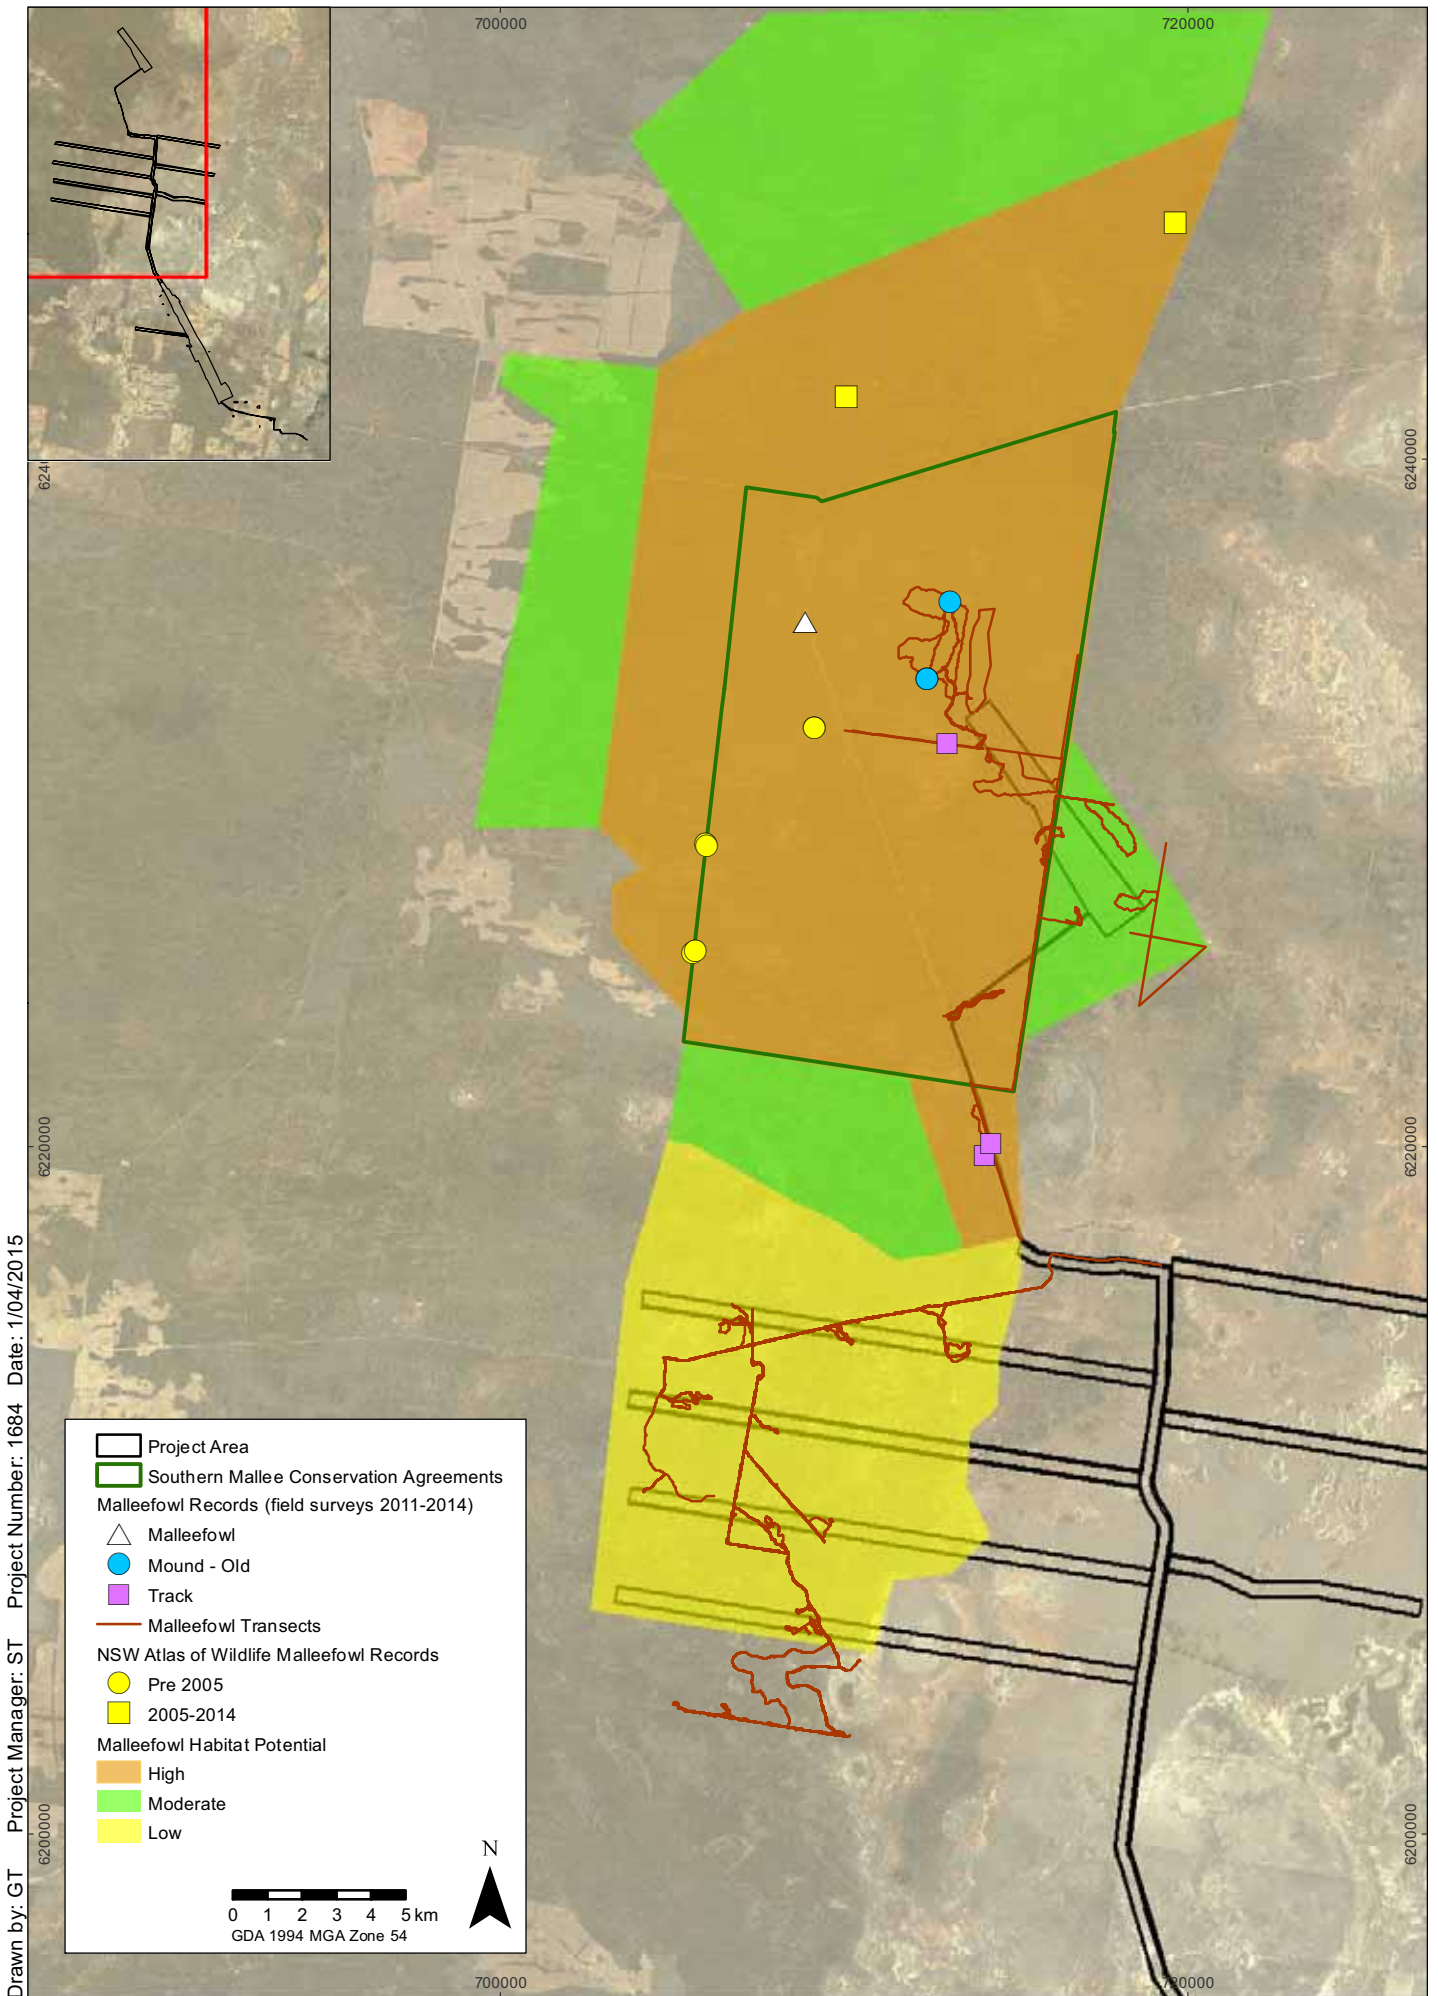 700000
720000
6240
6240000
6220000
6220000
6200000
6200000
700000
720000
Drawn by: GT Project Manager: ST Project Number: 1684 Date: 1/04/2015
Project Area
Southern Mallee Conservation Agreements
Malleefowl Records (field surveys 2011-2014)
Malleefowl
Mound - Old
Track
Malleefowl Transects
NSW Atlas of Wildlife Malleefowl Records
Pre 2005
2005-2014
Malleefowl Habitat Potential
High
Moderate
Low
N
0 1 2 3 4 5 km
GDA 1994 MGA Zone 54